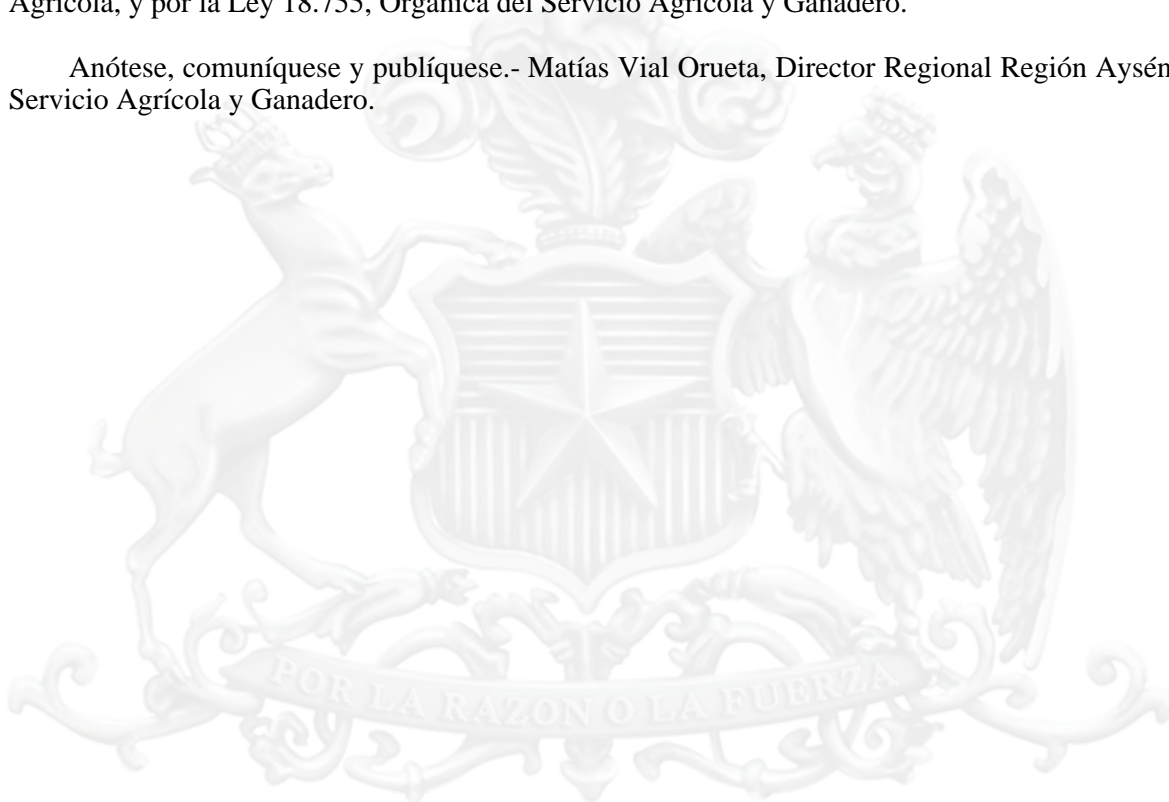 Agrícola, y por la Ley 18.755, Orgánica del Servicio Agrícola y Ganadero.
Anótese, comuníquese y publíquese.- Matías Vial Orueta, Director Regional Región Aysén
Servicio Agrícola y Ganadero.
POR LA RAZON O LA FUERZA